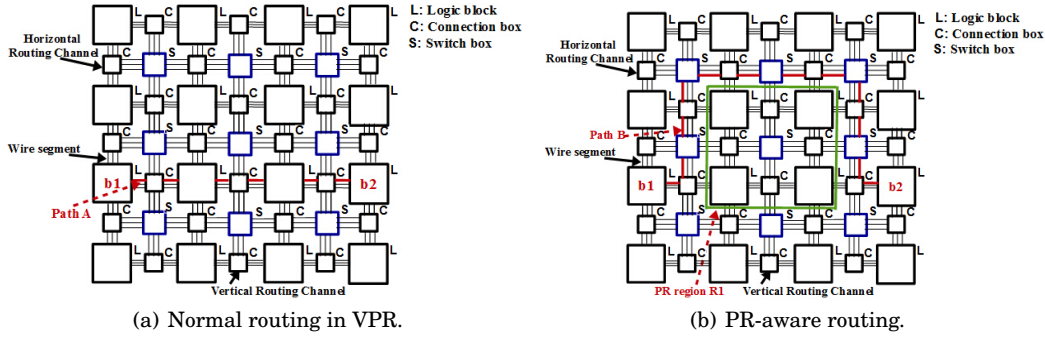 L C L C L C L
L: Logic block
C: Connection box
S: Switch box
Horizontal
Routing Channel
C S C S C S C
L C L C L C L
C S C S C S C
Wire segment
L C L C L C L
b1 b2
Path A
C S C S C S C
L C L C L C L
Vertical Routing Channel
(a) Normal routing in VPR.
L C L C L C L
L: Logic block
C: Connection box
S: Switch box
Horizontal
Routing Channel
C S C S C S C
L C L C L C L
Path B
C S C S C S C
Wire segment
L C L C L C L
b1 b2
C S C S C S C
L C L C L C L
PR region R1
Vertical Routing Channel
(b) PR-aware routing.